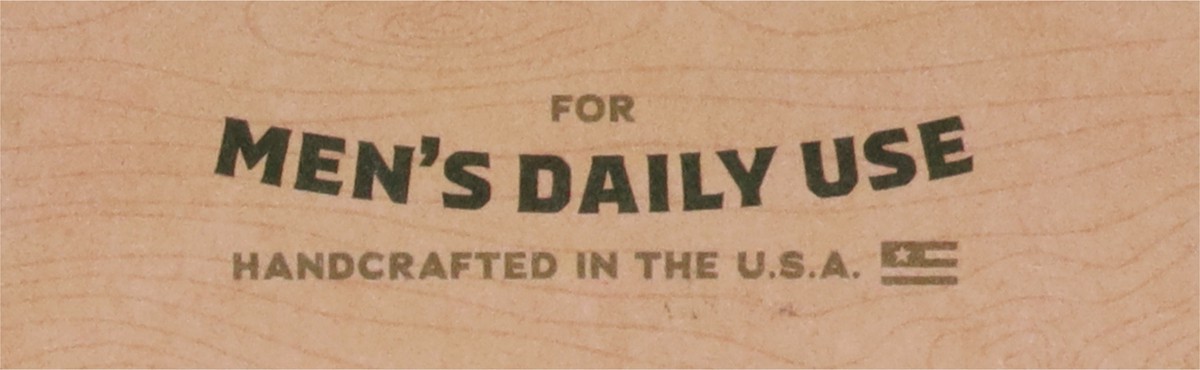 FOR
MEN'S DAILY USE
HANDCRAFTED IN THE U.S.A.